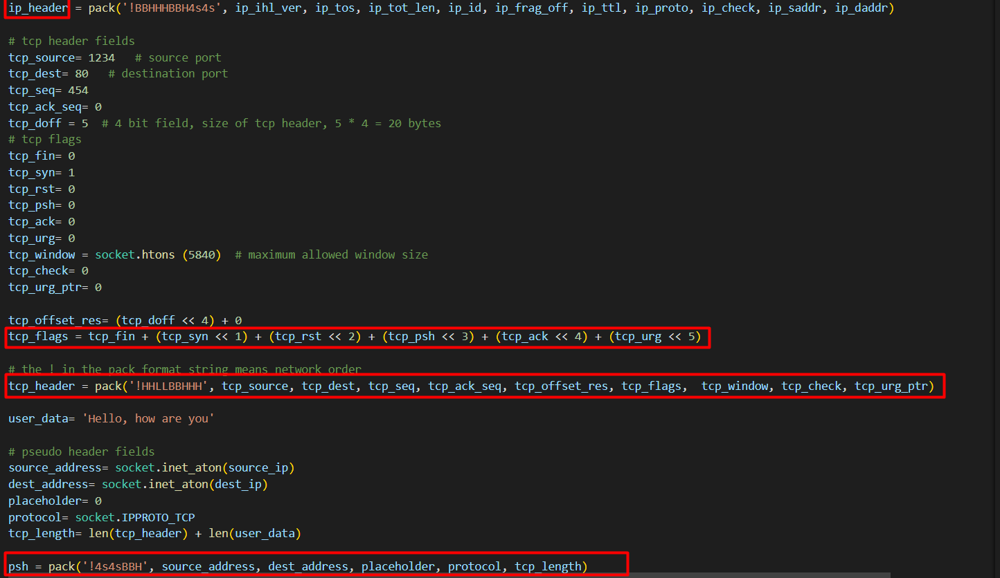 ip_header = pack('!BBHHHBBH4s4s', ip_ihl_ver, ip_tos, ip_tot_len, ip_id, ip_frag_off, ip_ttl, ip_proto, ip_check, ip_saddr, ip_daddr)
# tcp header fields
tcp_source= 1234   # source port
tcp_dest= 80   # destination port
tcp_seq= 454
tcp_ack_seq= 0
tcp_doff = 5  # 4 bit field, size of tcp header, 5 * 4 = 20 bytes
# tcp flags
tcp_fin= 0
tcp_syn= 1
tcp_rst= 0
tcp_psh= 0
tcp_ack= 0
tcp_urg= 0
tcp_window = socket.htons (5840)  # maximum allowed window size
tcp_check= 0
tcp_urg_ptr= 0
tcp_offset_res= (tcp_doff << 4) + 0
tcp_flags = tcp_fin + (tcp_syn << 1) + (tcp_rst << 2) + (tcp_psh << 3) + (tcp_ack << 4) + (tcp_urg << 5)
# the ! in the pack format string means network order
tcp_header = pack('!HHLLBBHHH', tcp_source, tcp_dest, tcp_seq, tcp_ack_seq, tcp_offset_res, tcp_flags,  tcp_window, tcp_check, tcp_urg_ptr)
user_data= 'Hello, how are you'
# pseudo header fields
source_address= socket.inet_aton(source_ip)
dest_address= socket.inet_aton(dest_ip)
placeholder= 0
protocol= socket.IPPROTO_TCP
tcp_length= len(tcp_header) + len(user_data)
psh = pack('!4s4sBBH', source_address, dest_address, placeholder, protocol, tcp_length)